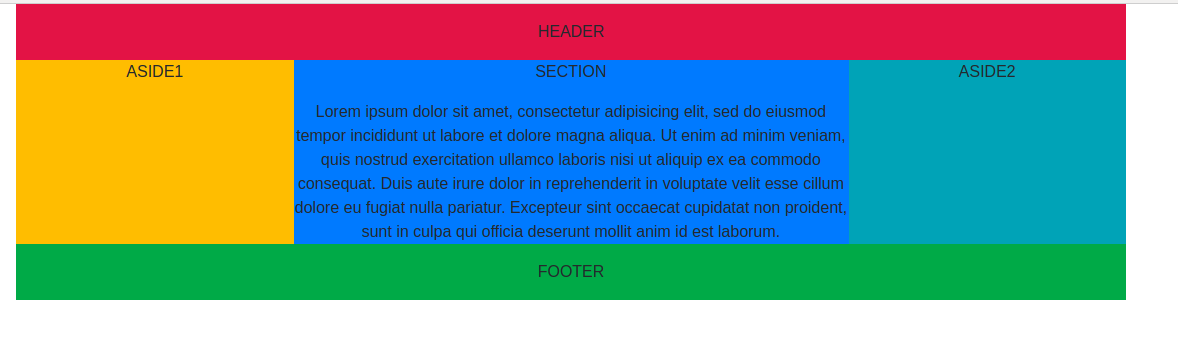 HEADER
ASIDE1
SECTION
ASIDE2
Lorem ipsum dolor sit amet, consectetur adipisicing elit, sed do eiusmod
tempor incididunt ut labore et dolore magna aliqua. Ut enim ad minim veniam,
quis nostrud exercitation ullamco laboris nisi ut aliquip ex ea commodo
consequat. Duis aute irure dolor in reprehenderit in voluptate velit esse cillum
dolore eu fugiat nulla pariatur. Excepteur sint occaecat cupidatat non proident,
sunt in culpa qui officia deserunt mollit anim id est laborum.
FOOTER